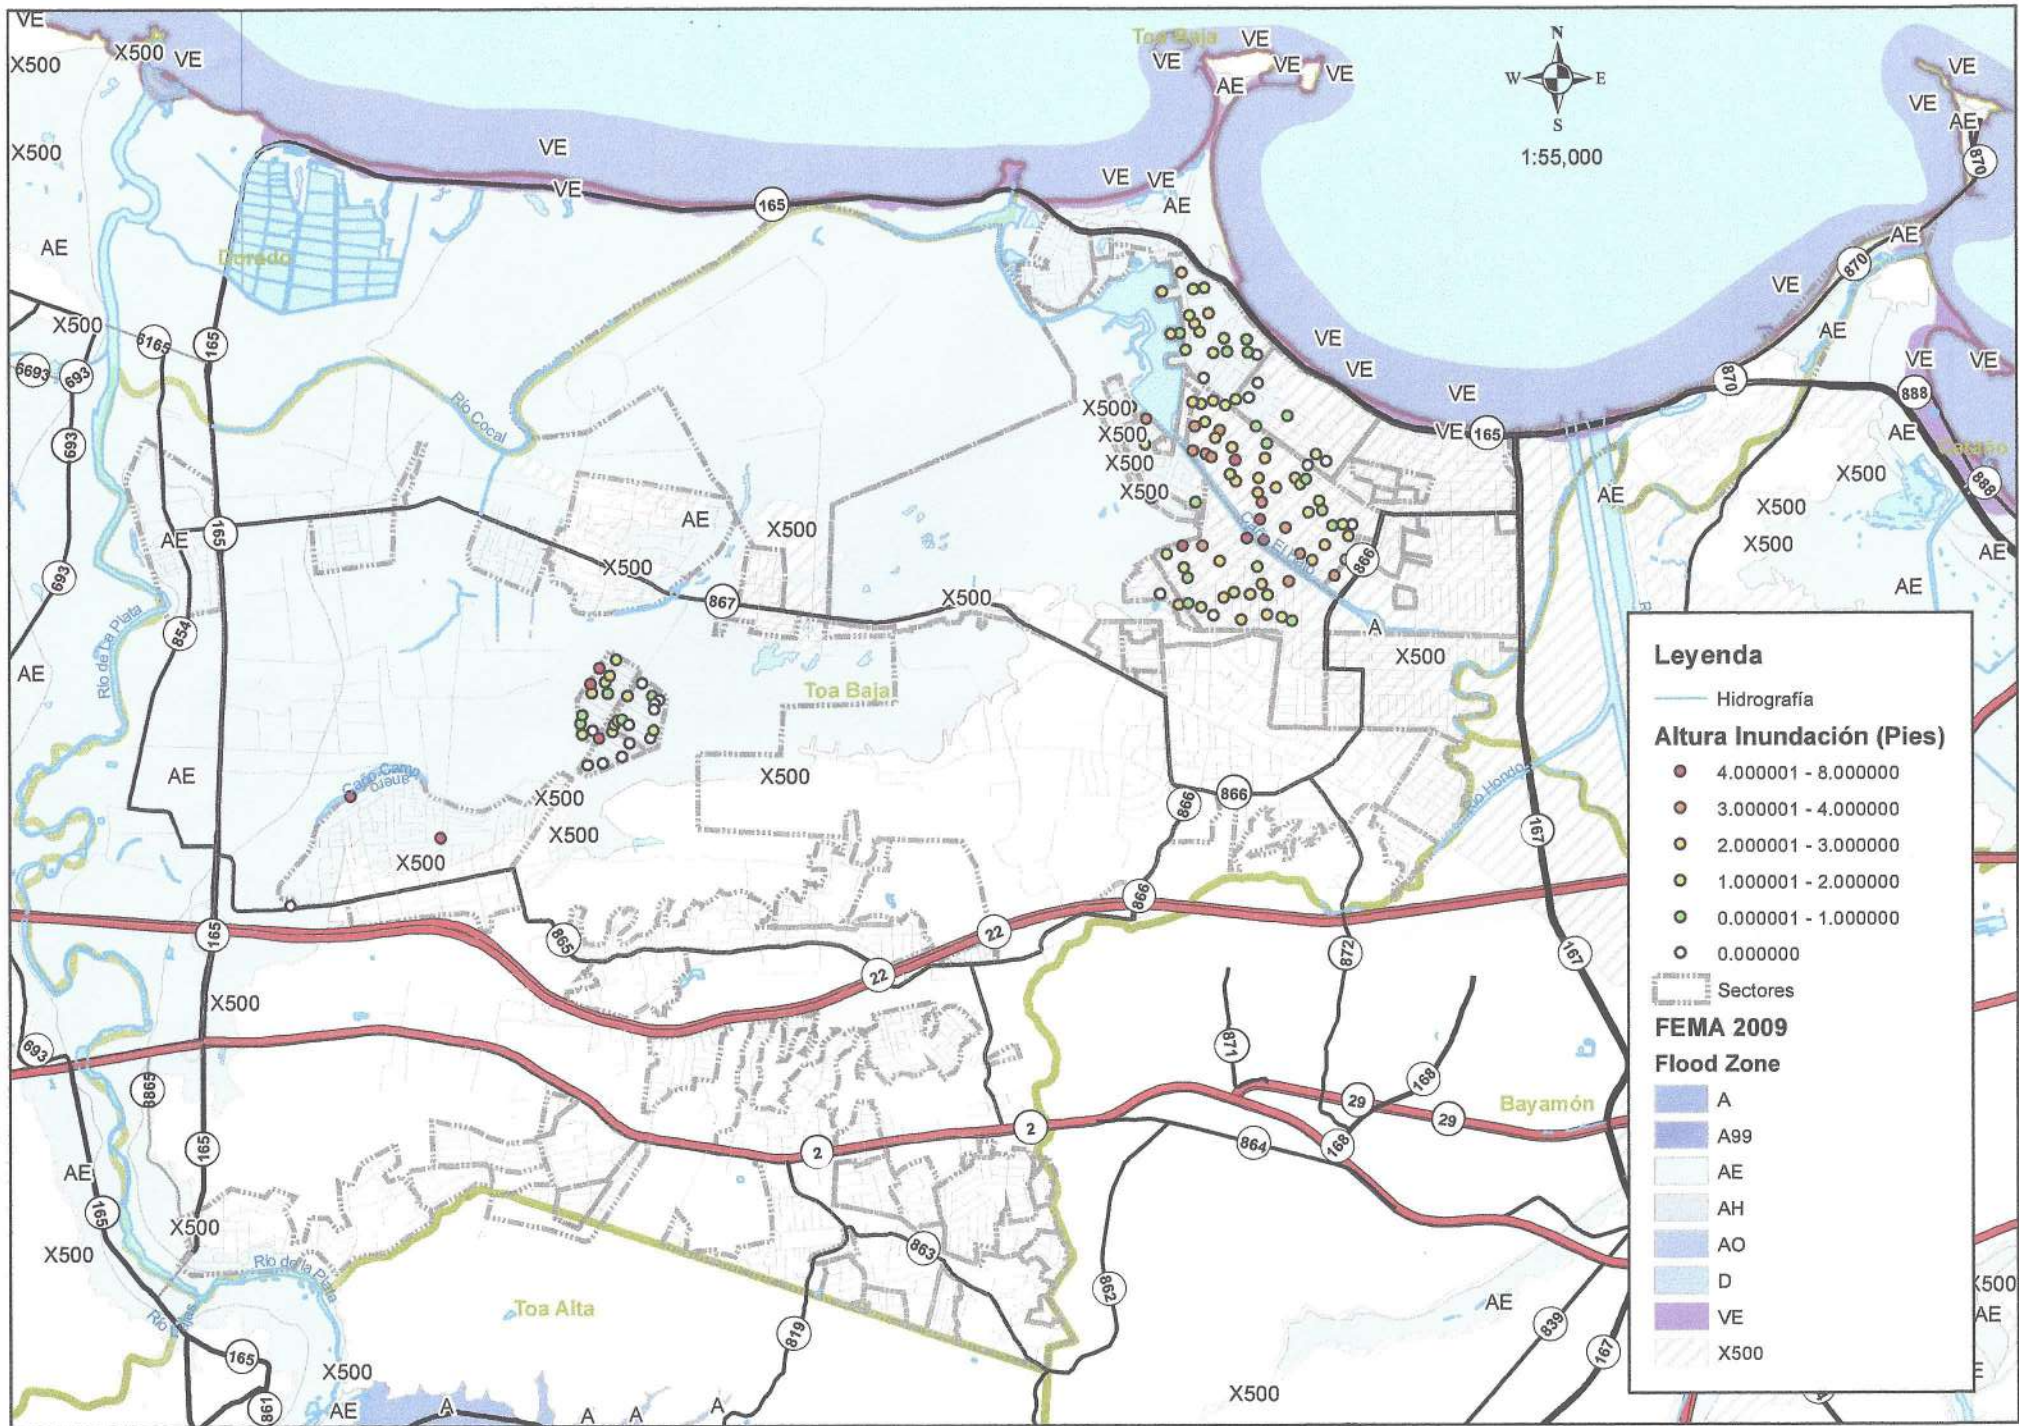 VE
X500
VE
X500
X500
Toa Baja
VE
VE
VE
VE
AE
N
W
E
S
1:55,000
VE
VE
AE
870
VE
VE
165
VE
VE
AE
AE
870
AE
Dorado
VE
AE
X500
6165
165
6693
693
Río Cocal
VE
VE
VE
VE
870
888
X500
X500
X500
X500
VE
165
AE
Cataño
888
X500
X500
X500
AE
AE
AE
693
165
AE
AE
X500
X500
867
X500
Caño El Hato
866
A
X500
693
Río de La Plata
854
AE
AE
Toa Baja
Caño Campanero
X500
X500
X500
X500
866
866
Río Hondo
167
165
865
22
22
866
872
167
X500
693
8865
165
871
168
29
29
Bayamón
2
2
864
168
AE
165
X500
X500
Río de la Plata
863
862
Toa Alta
819
AE
839
167
165
X500
861
AE
A
A
A
A
X500
X500
AE
Leyenda
Hidrografía
Altura Inundación (Pies)
4.000001 - 8.000000
3.000001 - 4.000000
2.000001 - 3.000000
1.000001 - 2.000000
0.000001 - 1.000000
0.000000
Sectores
FEMA 2009
Flood Zone
A
A99
AE
AH
AO
D
VE
X500